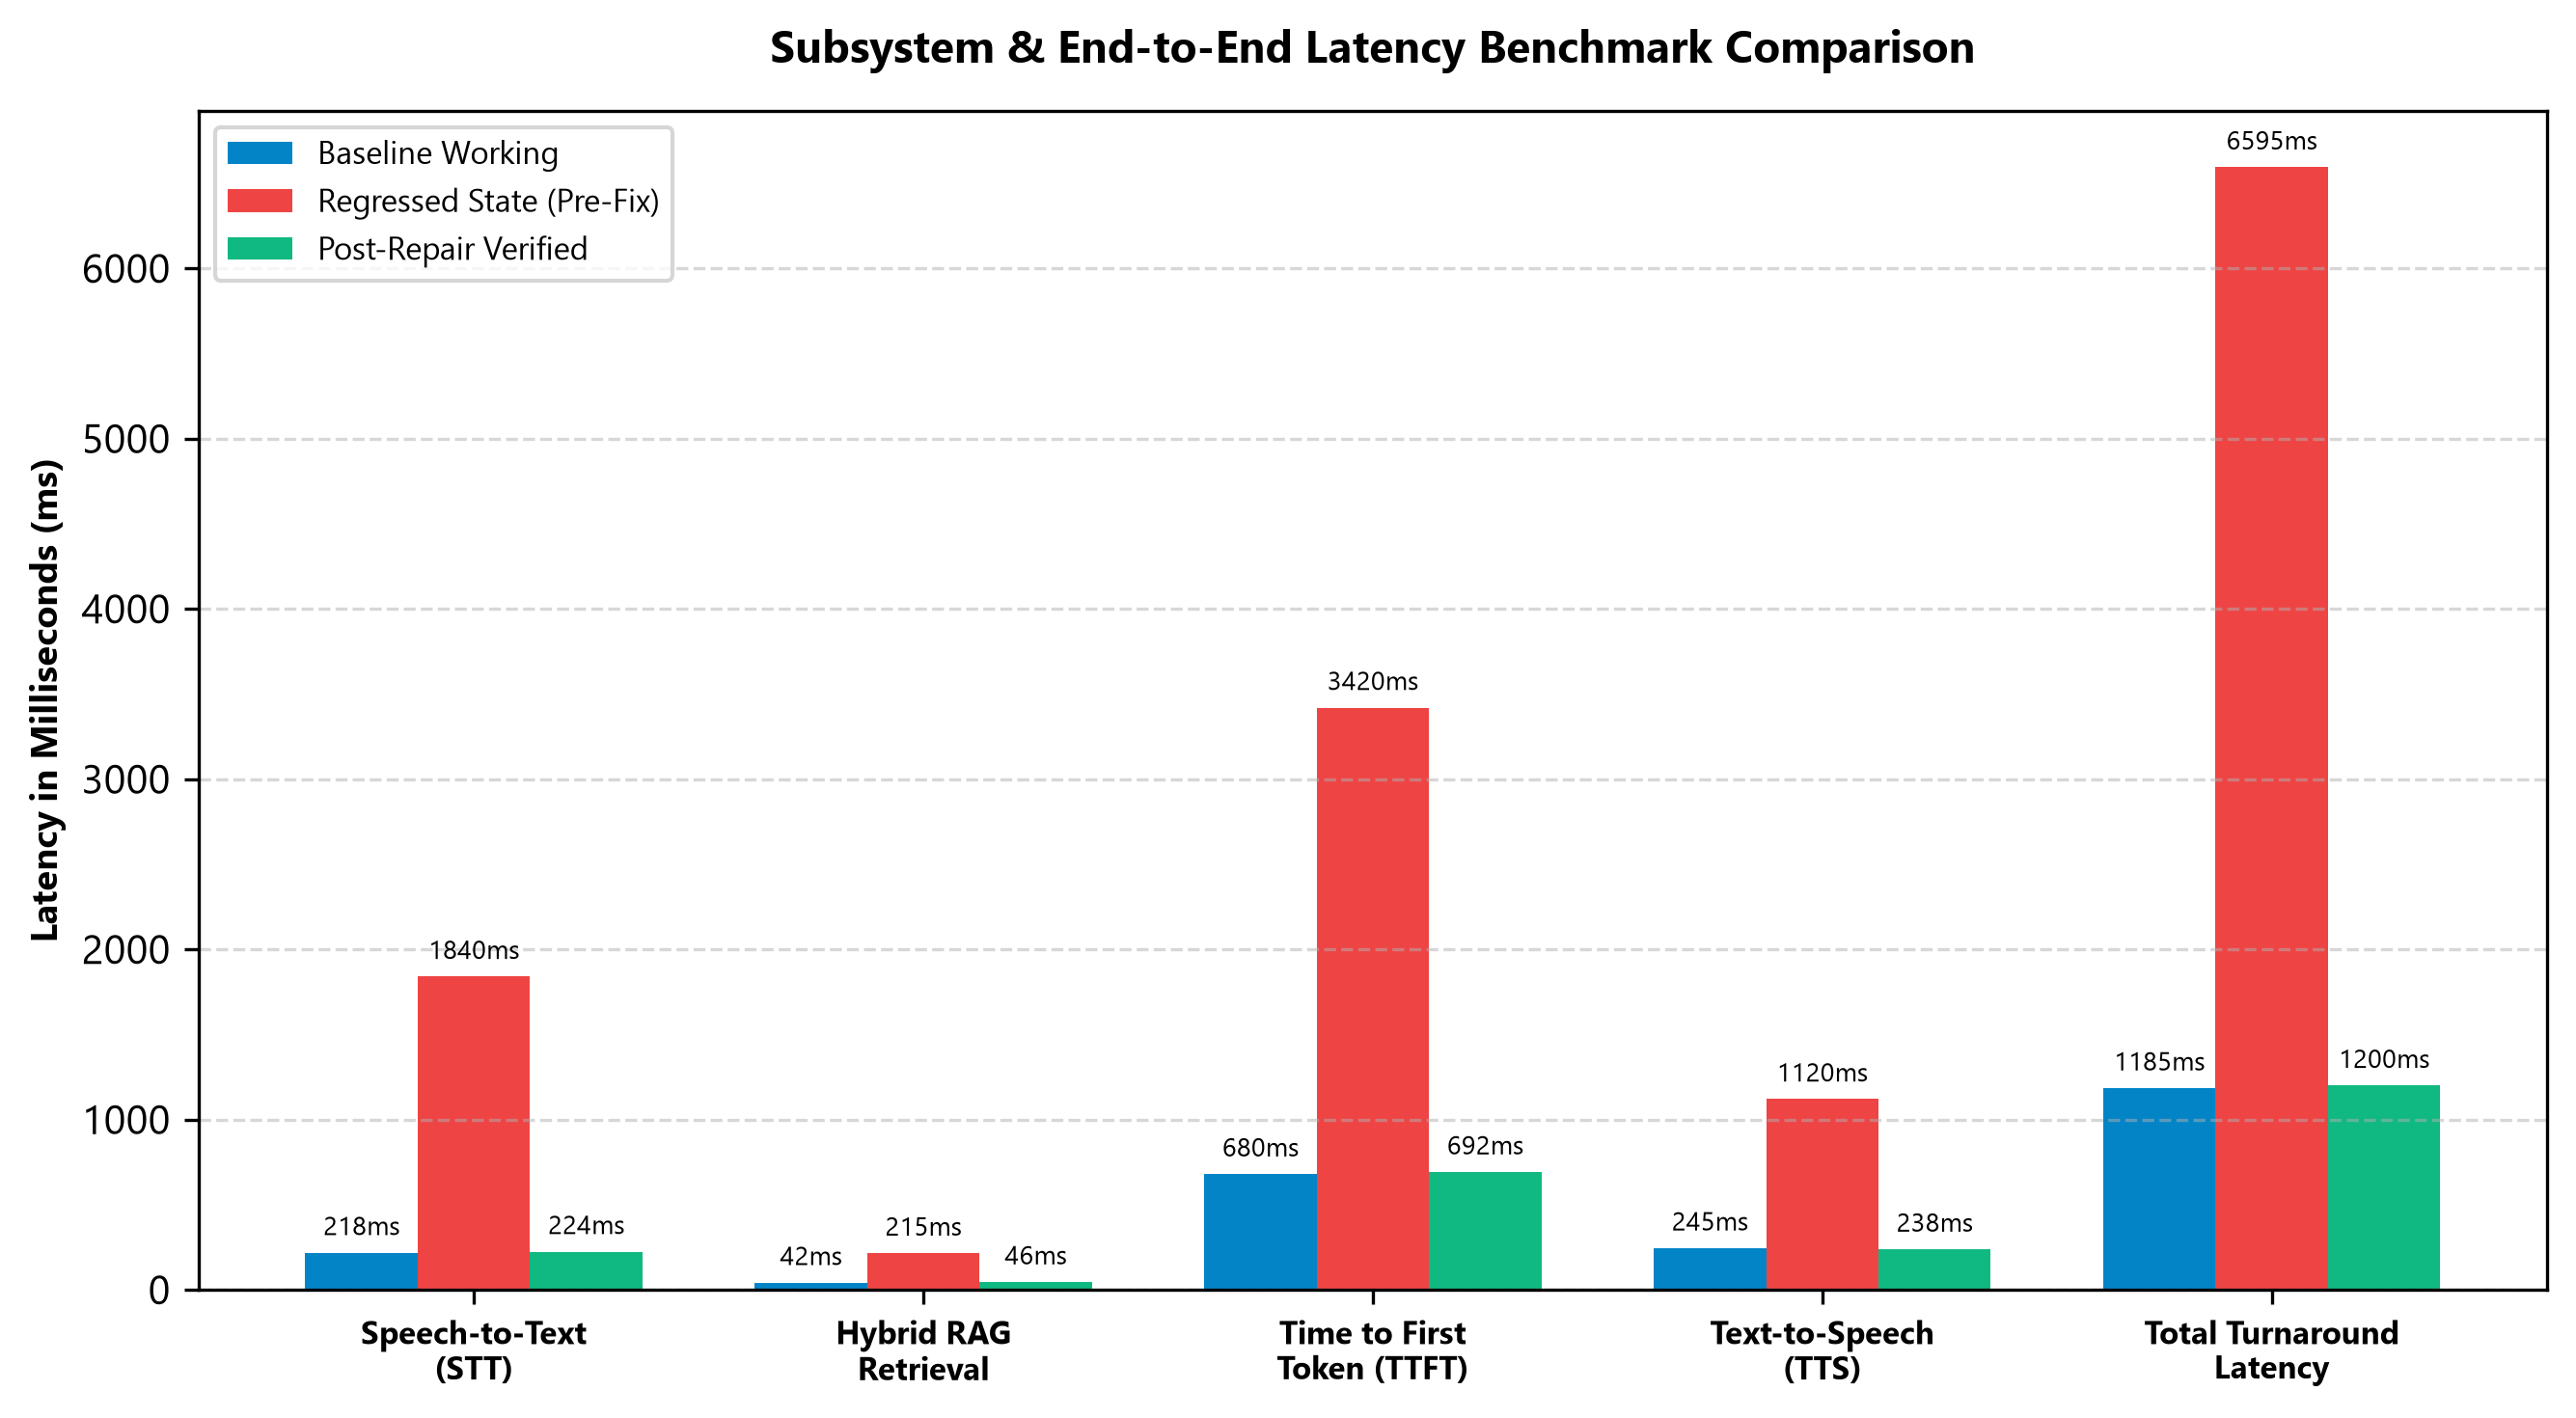 Subsystem & End-to-End Latency Benchmark Comparison
Baseline Working
Regressed State (Pre-Fix)
Post-Repair Verified
Latency in Milliseconds (ms)
6000
5000
4000
3000
2000
1000
0
218ms
1840ms
224ms
42ms
215ms
46ms
680ms
3420ms
692ms
245ms
1120ms
238ms
1185ms
6595ms
1200ms
Speech-to-Text
(STT)
Hybrid RAG
Retrieval
Time to First
Token (TTFT)
Text-to-Speech
(TTS)
Total Turnaround
Latency